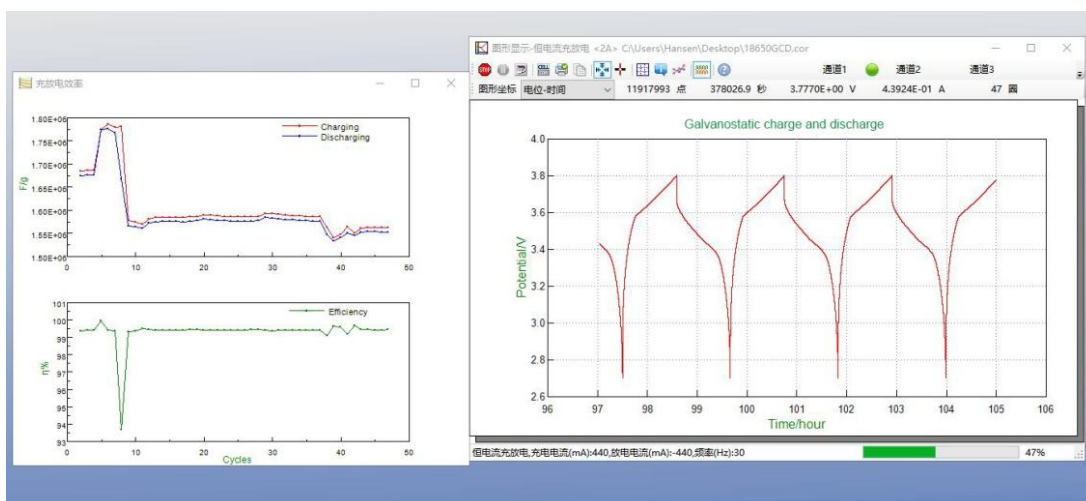 充放电效率
Charging
Discharging
1.80E+06
1.75E+06
1.70E+06
1.65E+06
1.60E+06
1.55E+06
1.50E+06
F/g
0 10 20 30 40 50
Efficiency
101
100
99
98
97
96
95
94
93
η%
0 10 20 30 40 50
Cycles
图形显示-恒电流充放电 <2A> C:\Users\Hansen\Desktop\18650GCD.cor
STOP 通道1 通道2 通道3
图形坐标 电位-时间 11917993 点 378026.9 秒 3.7770E+00 V 4.3924E-01 A 47 圈
Galvanostatic charge and discharge
4.0
3.8
3.6
3.4
3.2
3.0
2.8
2.6
Potential/V
96 97 98 99 100 101 102 103 104 105 106
Time/hour
恒电流充放电,充电电流(mA):440,放电电流(mA):-440,频率(Hz):30 47%